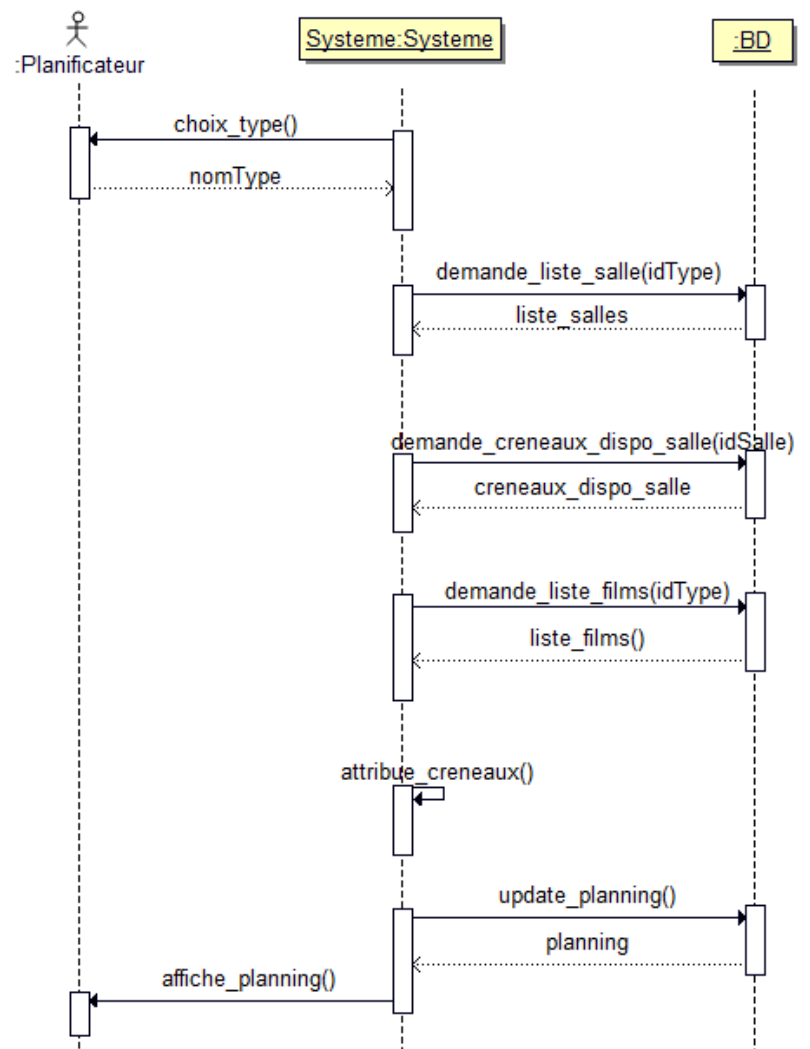 :Planificateur
Systeme:Systeme
:BD
choix_type()
nomType
demande_liste_salle(idType)
liste_salles
demande_creneaux_dispo_salle(idSalle)
creneaux_dispo_salle
demande_liste_films(idType)
liste_films()
attribue_creneaux()
update_planning()
planning
affiche_planning()